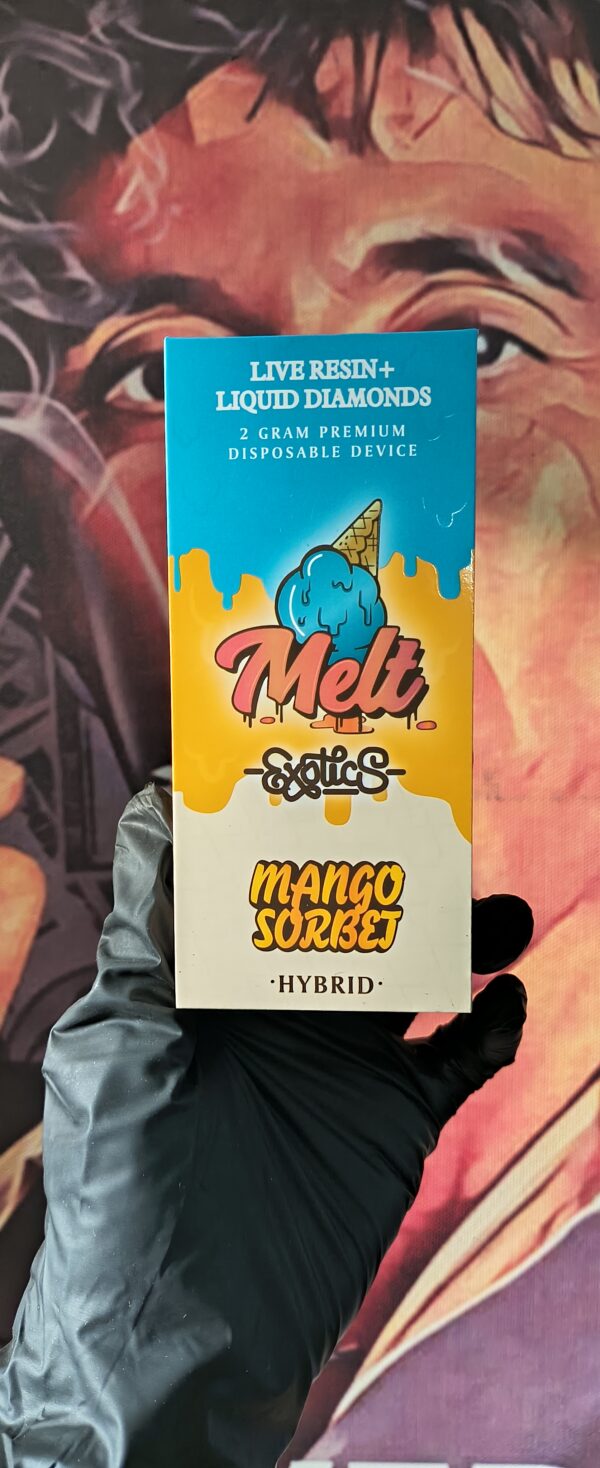 LIVE RESIN+
LIQUID DIAMONDS
2 GRAM PREMIUM
DISPOSABLE DEVICE
Melt
-Exotics-
MANGO
SORBET
·HYBRID·